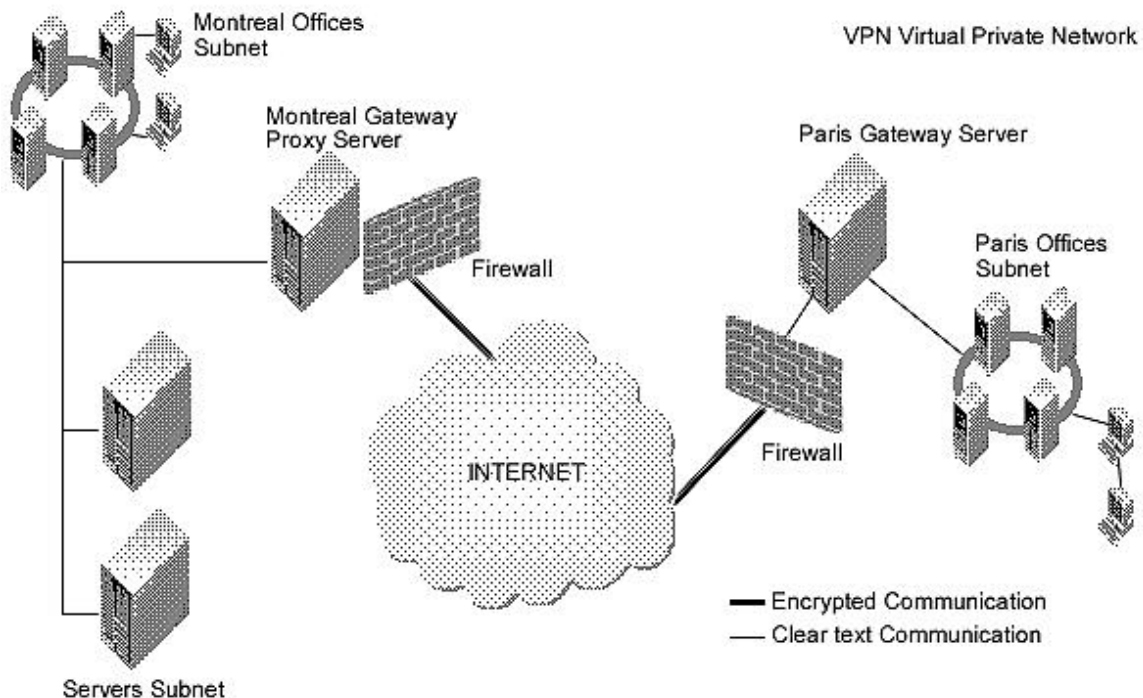 Montreal Offices
Subnet
VPN Virtual Private Network
Montreal Gateway
Proxy Server
Paris Gateway Server
Firewall
Paris Offices
Subnet
Firewall
INTERNET
Encrypted Communication
Clear text Communication
Servers Subnet